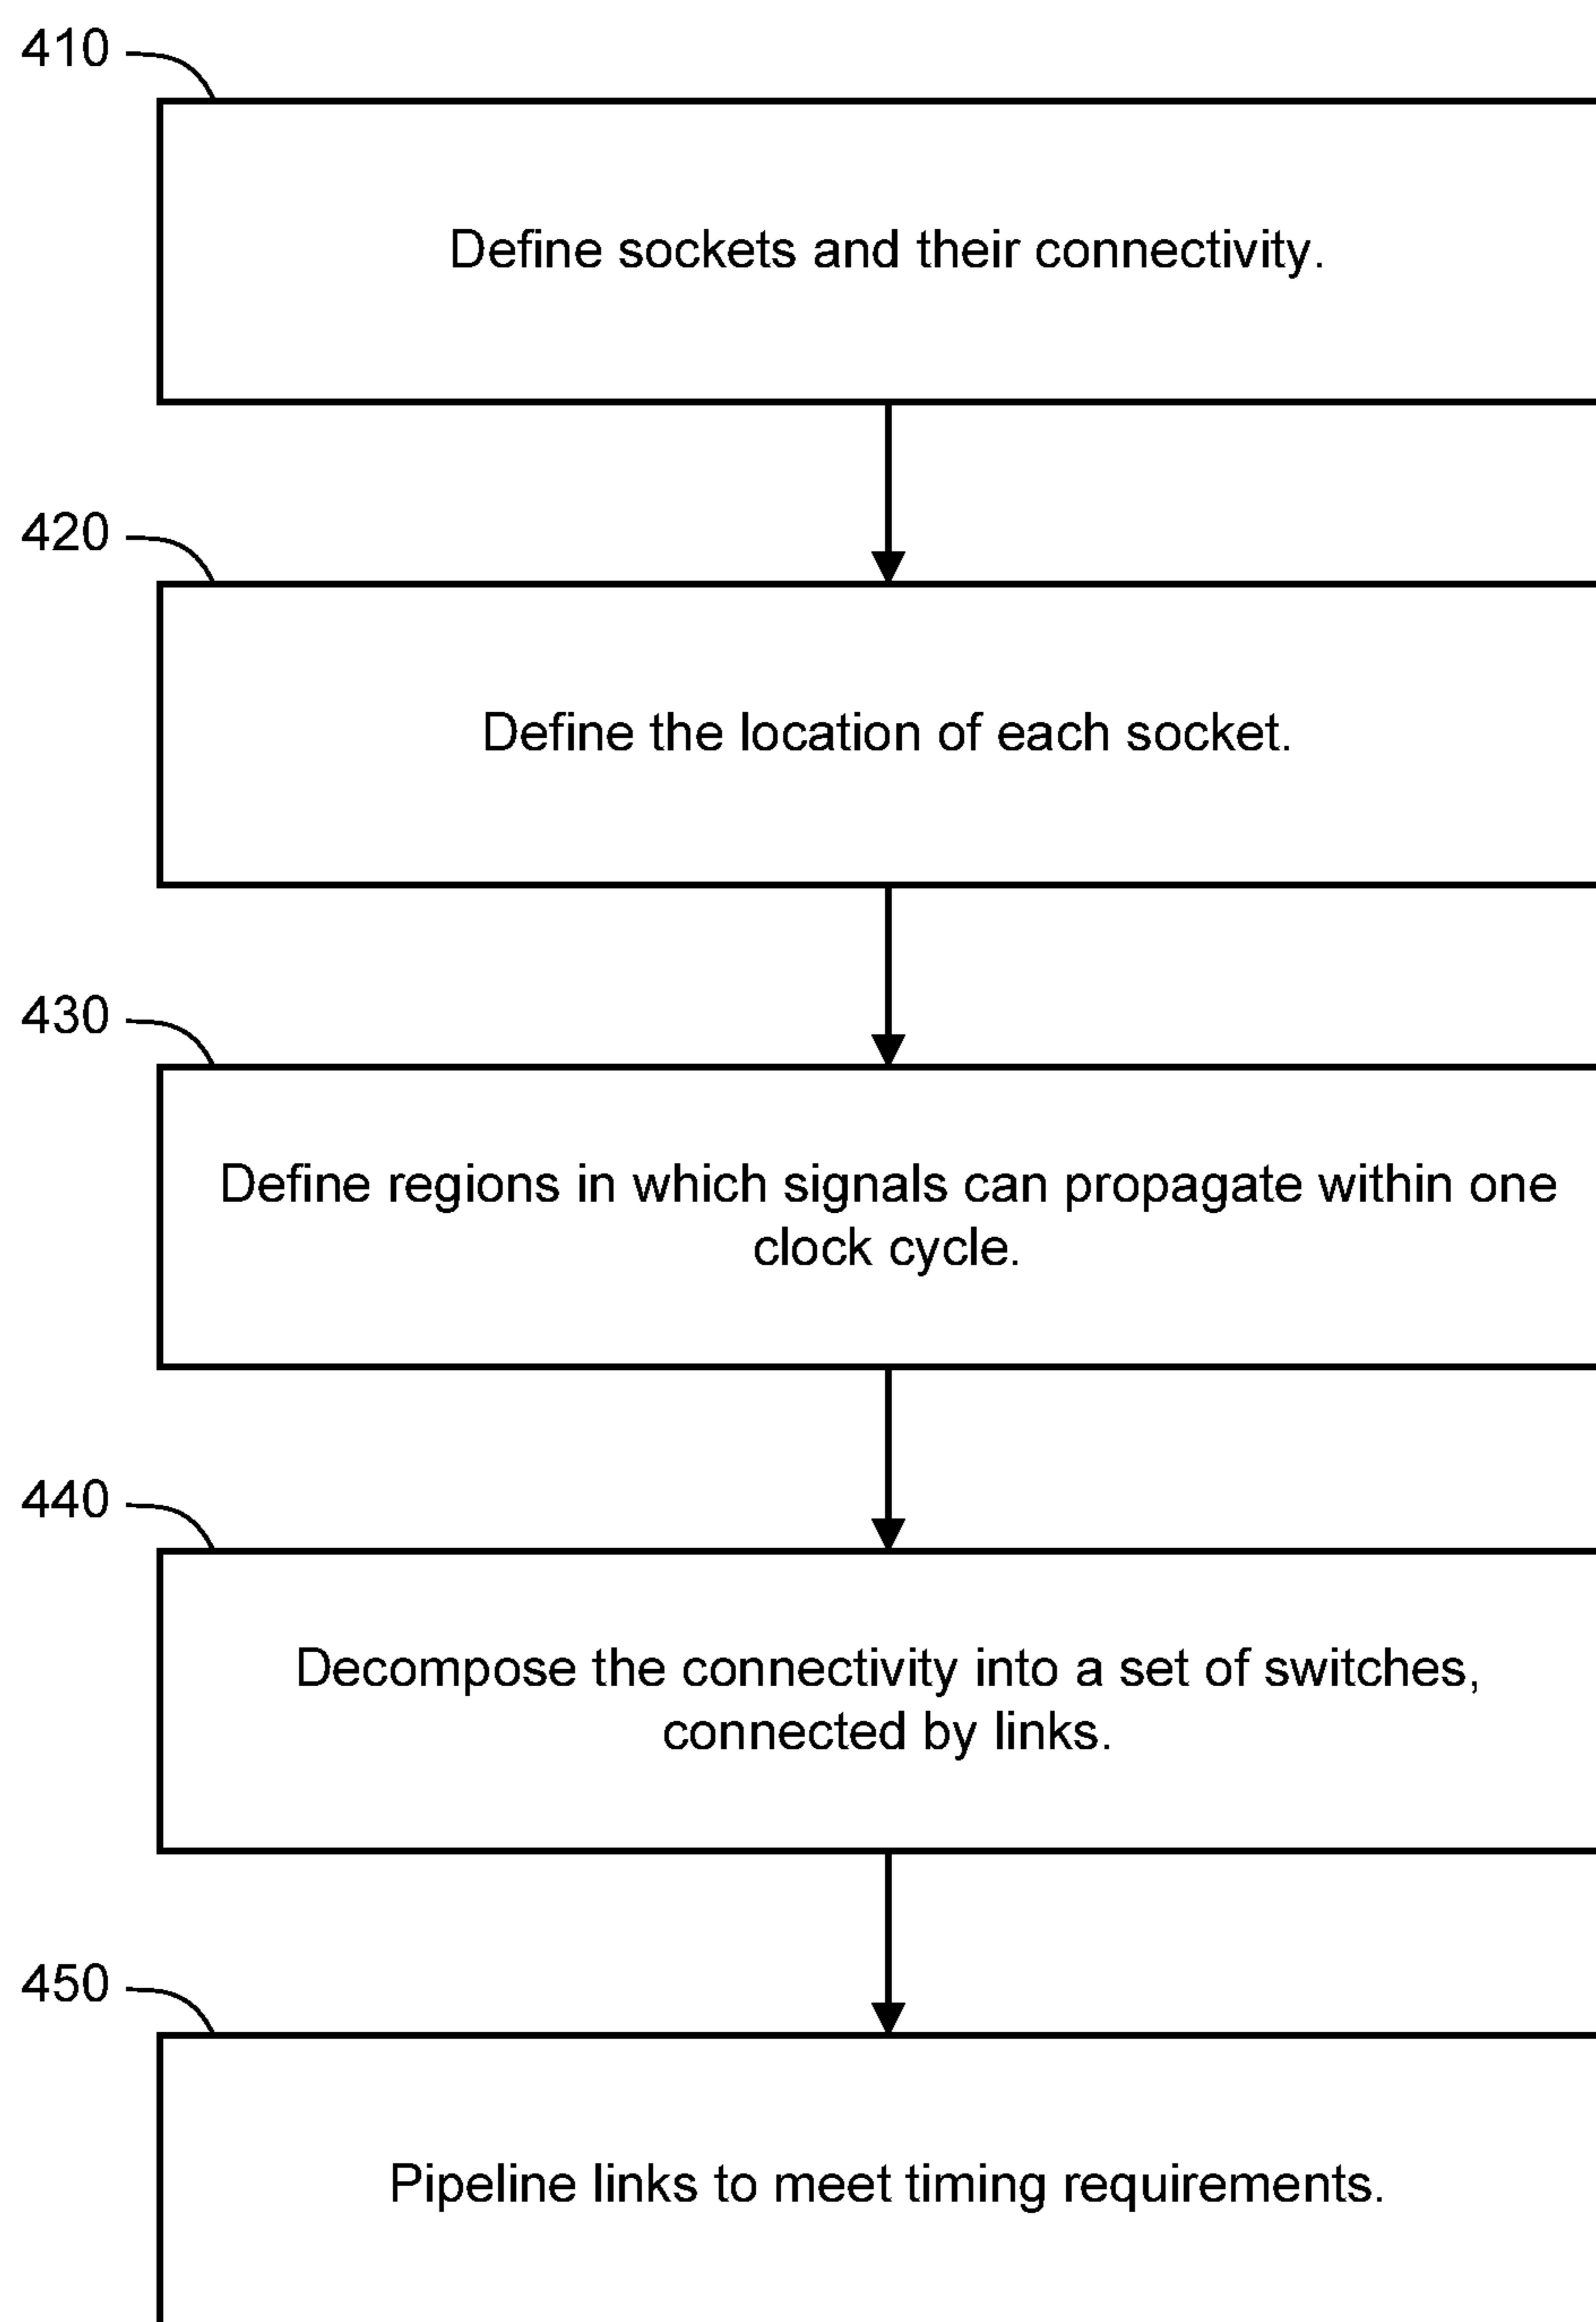 410
Define sockets and their connectivity.
420
Define the location of each socket.
430
Define regions in which signals can propagate within one
clock cycle.
440
Decompose the connectivity into a set of switches,
connected by links.
450
Pipeline links to meet timing requirements.